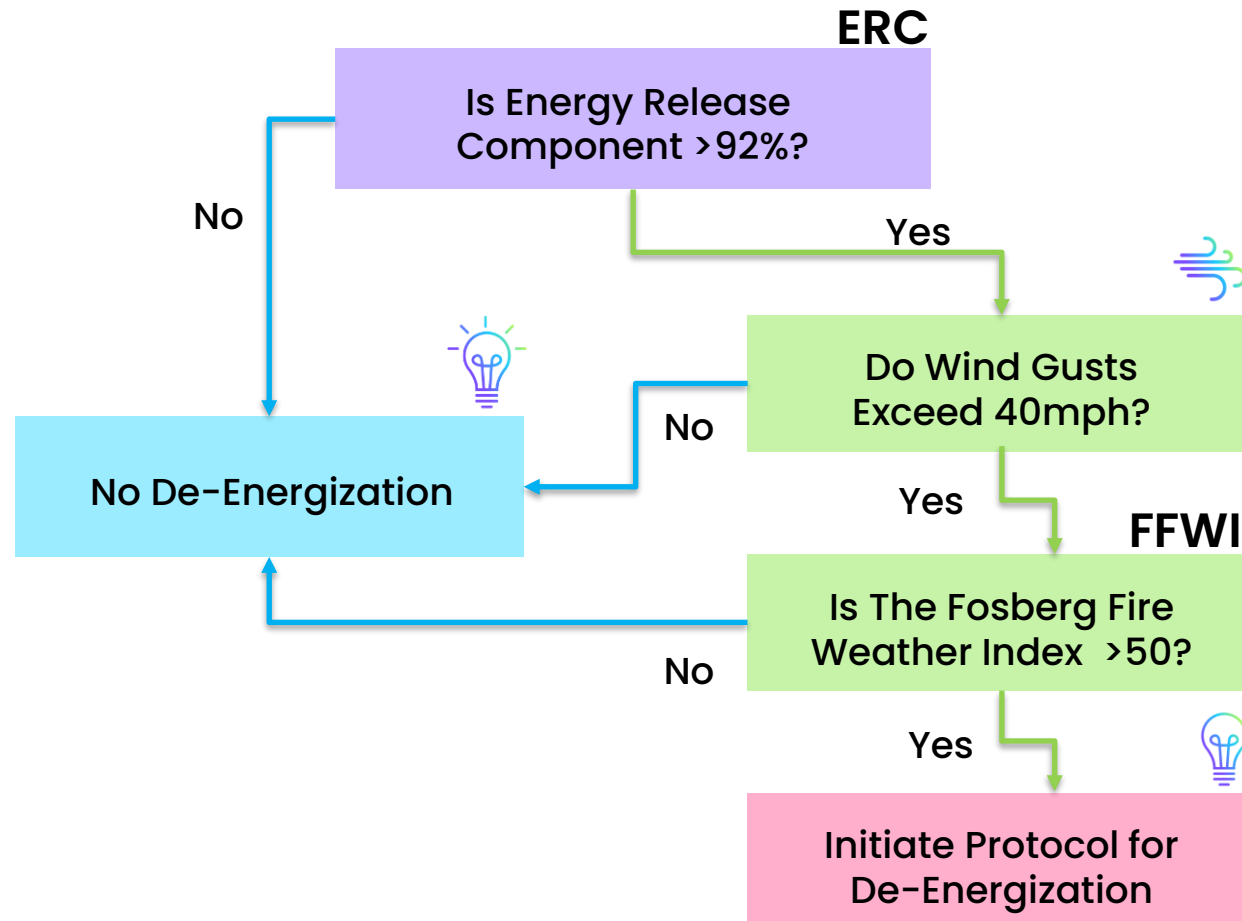 ERC
Is Energy Release
Component >92%?
No
Yes
Do Wind Gusts
Exceed 40mph?
No
No De-Energization
Yes
FFWI
Is The Fosberg Fire
Weather Index  >50?
No
Yes
Initiate Protocol for
De-Energization